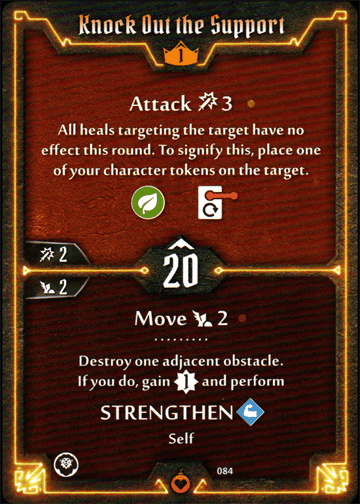 Knock Out the Support
1
Attack 3
All heals targeting the target have no
effect this round. To signify this, place one
of your character tokens on the target.
2
20
2
Move 2
Destroy one adjacent obstacle.
If you do, gain 1 and perform
STRENGTHEN
Self
084